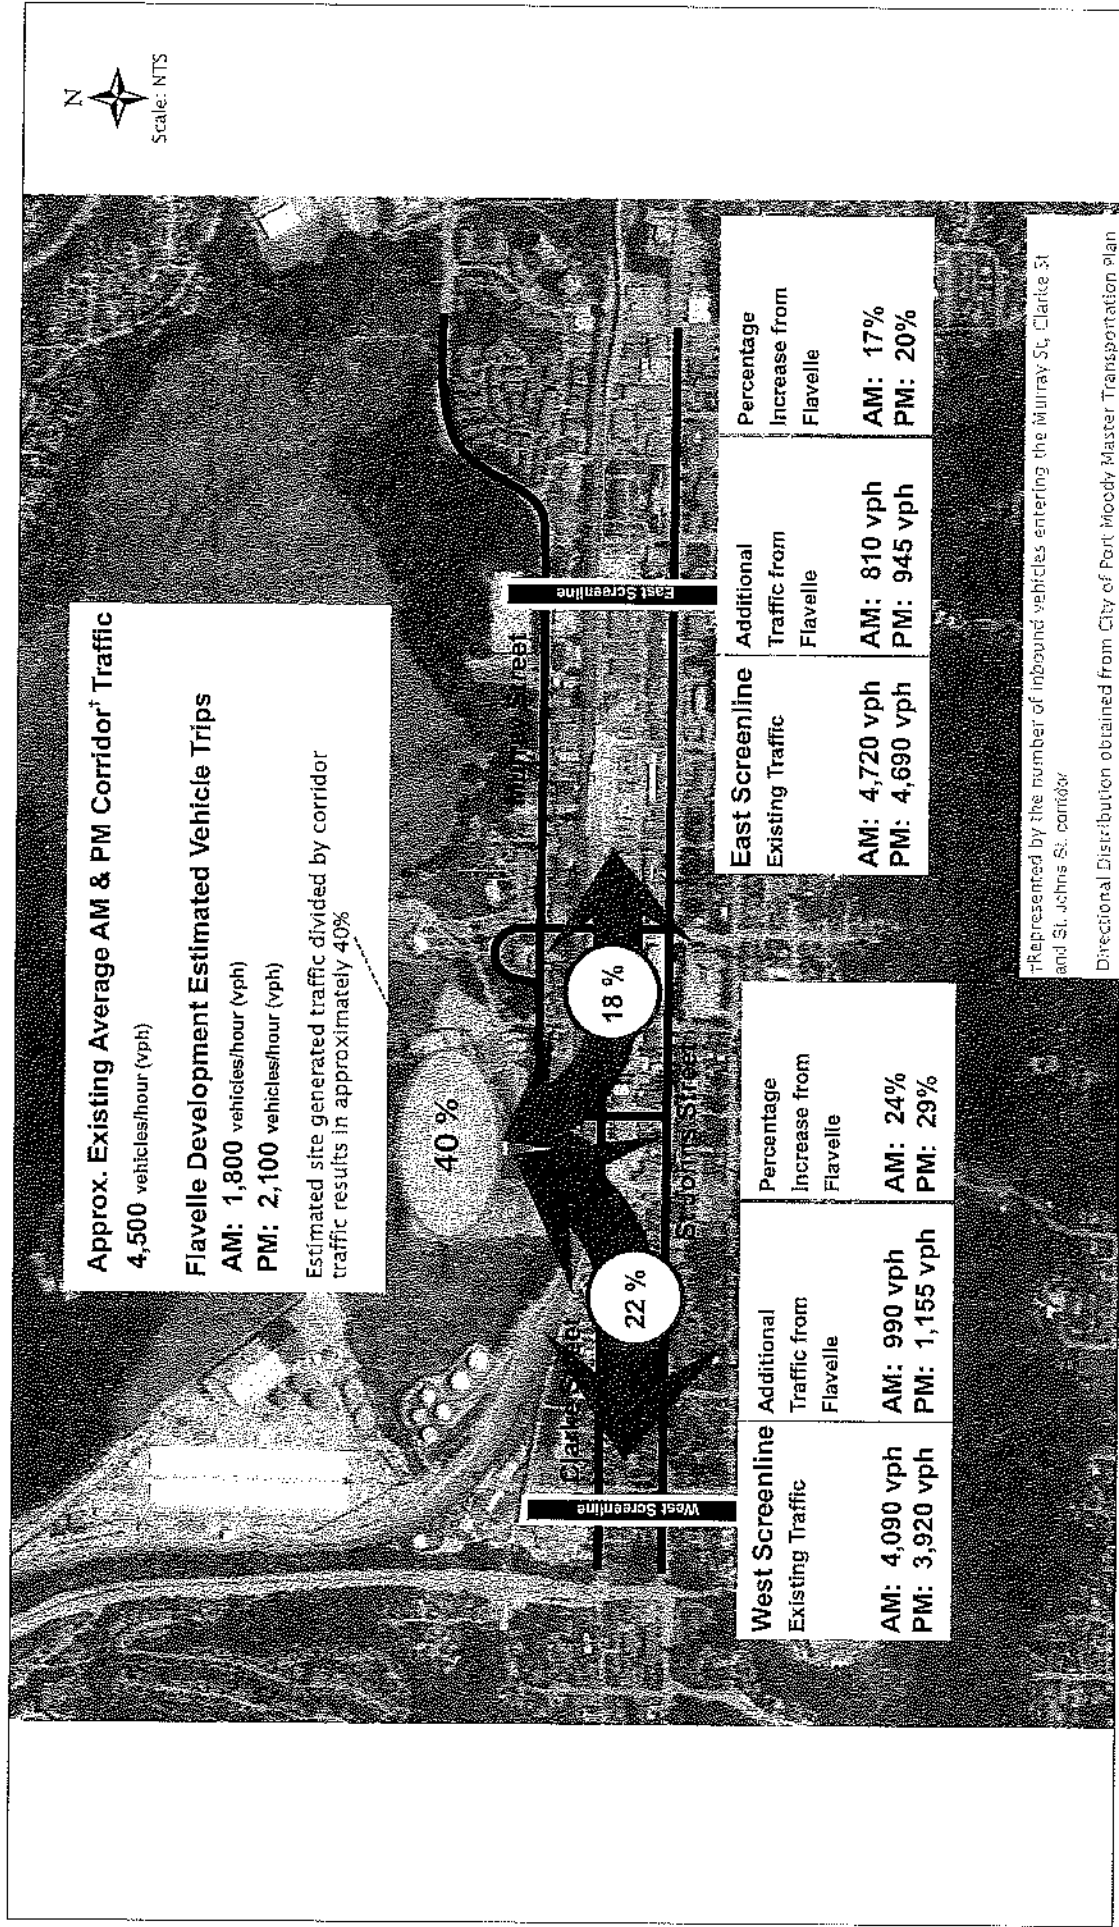 N
Scale: NTS
Approx. Existing Average AM & PM Corridor† Traffic
4,500 vehicles/hour (vph)
Flavelle Development Estimated Vehicle Trips
AM: 1,800 vehicles/hour (vph)
PM: 2,100 vehicles/hour (vph)
Estimated site generated traffic divided by corridor
traffic results in approximately 40%
40 %
Murray Street
East Screenline
18 %
22 %
Clarke Street
St. Johns Street
West Screenline
West Screenline
Existing Traffic
AM: 4,090 vph
PM: 3,920 vph
Additional
Traffic from
Flavelle
AM: 990 vph
PM: 1,155 vph
Percentage
Increase from
Flavelle
AM: 24%
PM: 29%
East Screenline
Existing Traffic
AM: 4,720 vph
PM: 4,690 vph
Additional
Traffic from
Flavelle
AM: 810 vph
PM: 945 vph
Percentage
Increase from
Flavelle
AM: 17%
PM: 20%
†Represented by the number of inbound vehicles entering the Murray St, Clarke St
and St. Johns St. corridor
Directional Distribution obtained from City of Port Moody Master Transportation Plan